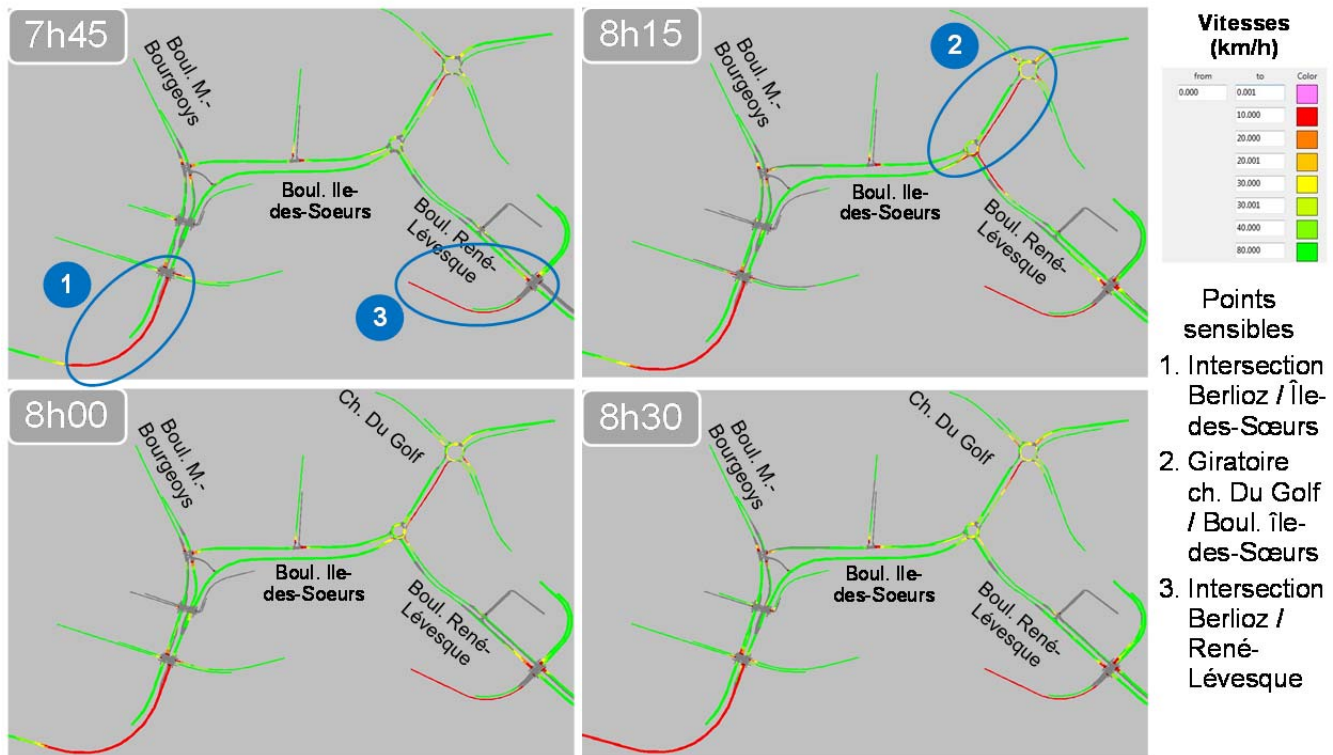 7h45
Boul. M.-
Bourgeoys
Boul. Ile-
des-Soeurs
Boul. René-
Lévesque
1
3
8h15
2
Boul. M.-
Bourgeoys
Boul. Ile-
des-Soeurs
Boul. René-
Lévesque
8h00
Ch. Du Golf
Boul. M.-
Bourgeoys
Boul. Ile-
des-Soeurs
Boul. René-
Lévesque
8h30
Ch. Du Golf
Boul. M.-
Bourgeoys
Boul. Ile-
des-Soeurs
Boul. René-
Lévesque
Vitesses
(km/h)
from to Color
0.000 0.001
10.000
20.000
20.001
30.000
30.001
40.000
80.000
Points
sensibles
1. Intersection
Berlioz / Île-
des-Sœurs
2. Giratoire
ch. Du Golf
/ Boul. île-
des-Sœurs
3. Intersection
Berlioz /
René-
Lévesque